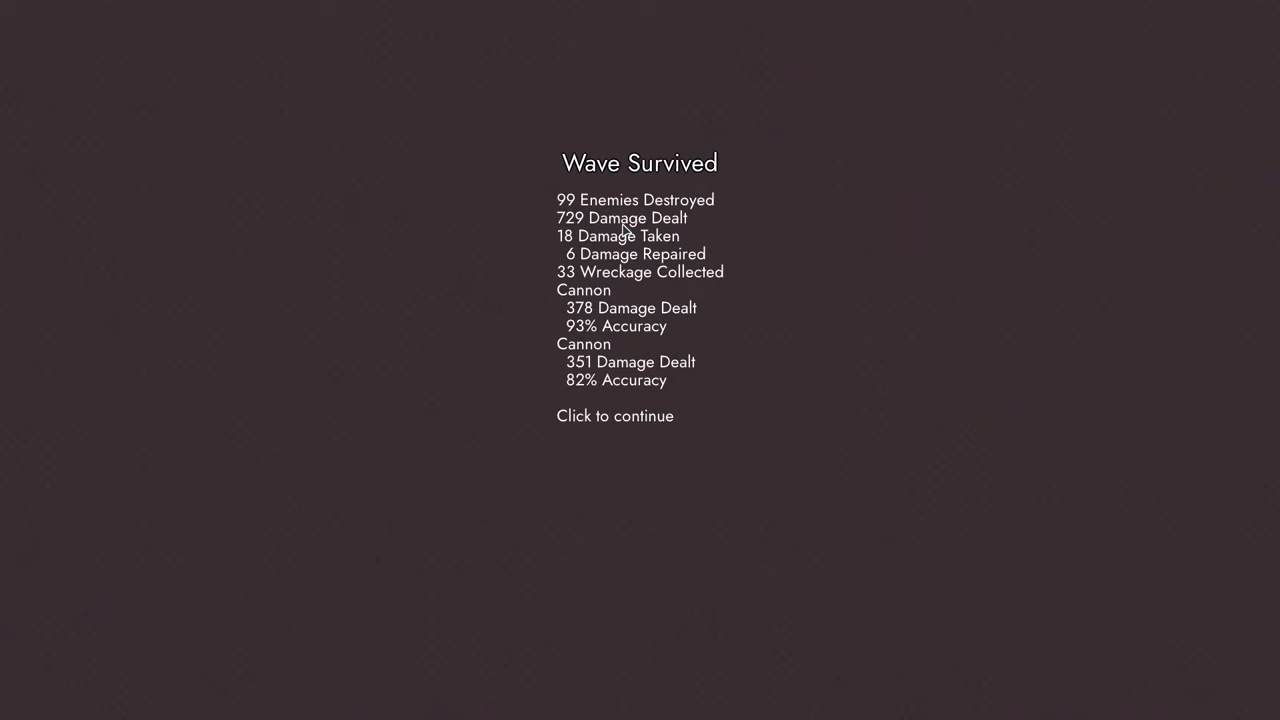 Wave Survived
99 Enemies Destroyed
729 Damage Dealt
18 Damage Taken
6 Damage Repaired
33 Wreckage Collected
Cannon
378 Damage Dealt
93% Accuracy
Cannon
351 Damage Dealt
82% Accuracy
Click to continue